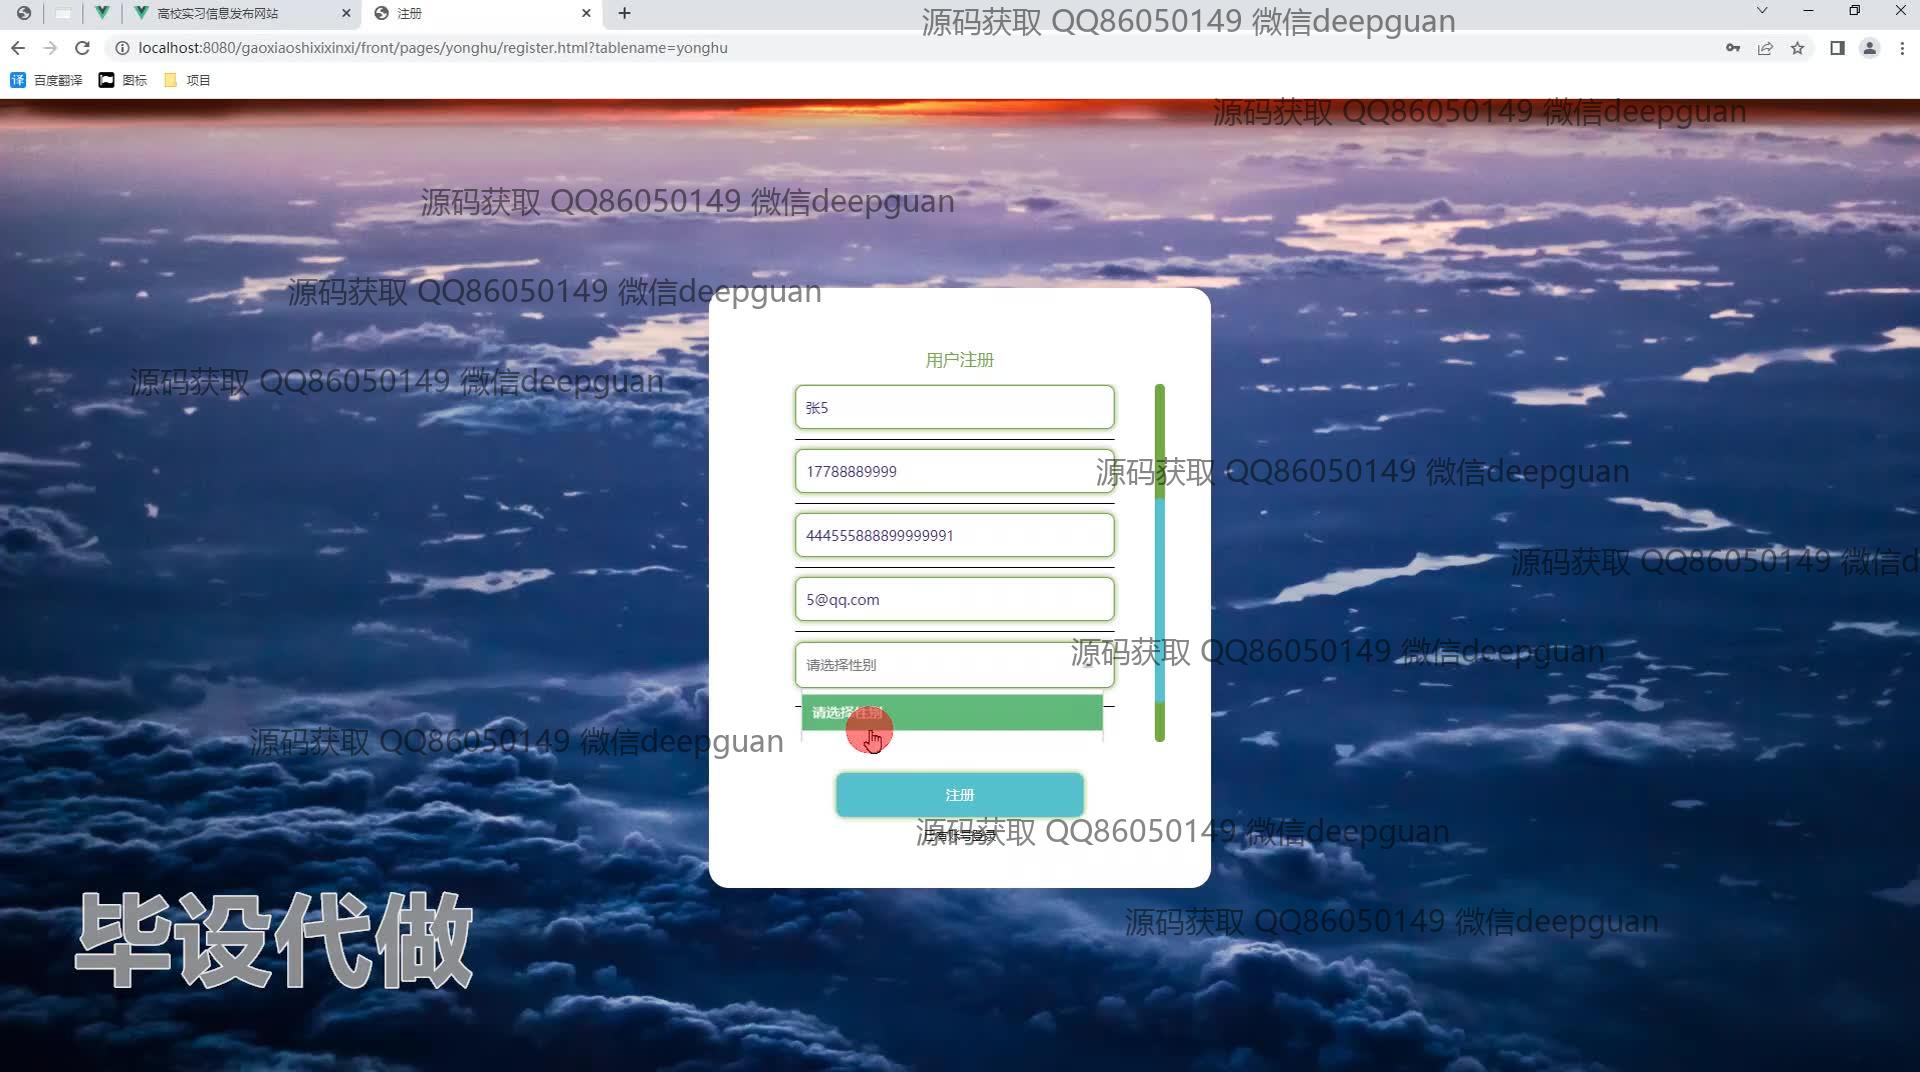 高校实习信息发布网站
注册
源码获取 QQ86050149 微信deepguan
localhost:8080/gaoxiaoshixixinxi/front/pages/yonghu/register.html?tablename=yonghu
译 百度翻译
图标
项目
源码获取 QQ86050149 微信deepguan
源码获取 QQ86050149 微信deepguan
源码获取 QQ86050149 微信deepguan
用户注册
源码获取 QQ86050149 微信deepguan
张5
17788889999
源码获取 QQ86050149 微信deepguan
444555888899999991
源码获取 QQ86050149 微信d
5@qq.com
请选择性别
源码获取 QQ86050149 微信deepguan
请选择性别
源码获取 QQ86050149 微信deepguan
注册
已有账号登录
源码获取 QQ86050149 微信deepguan
源码获取 QQ86050149 微信deepguan
毕设代做